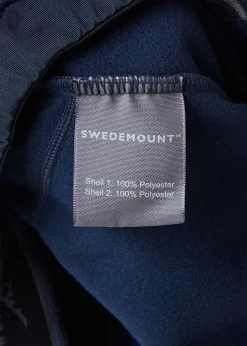 SWEDEMOUNT™
Shell 1: 100% Polyester
Shell 2: 100% Polyester